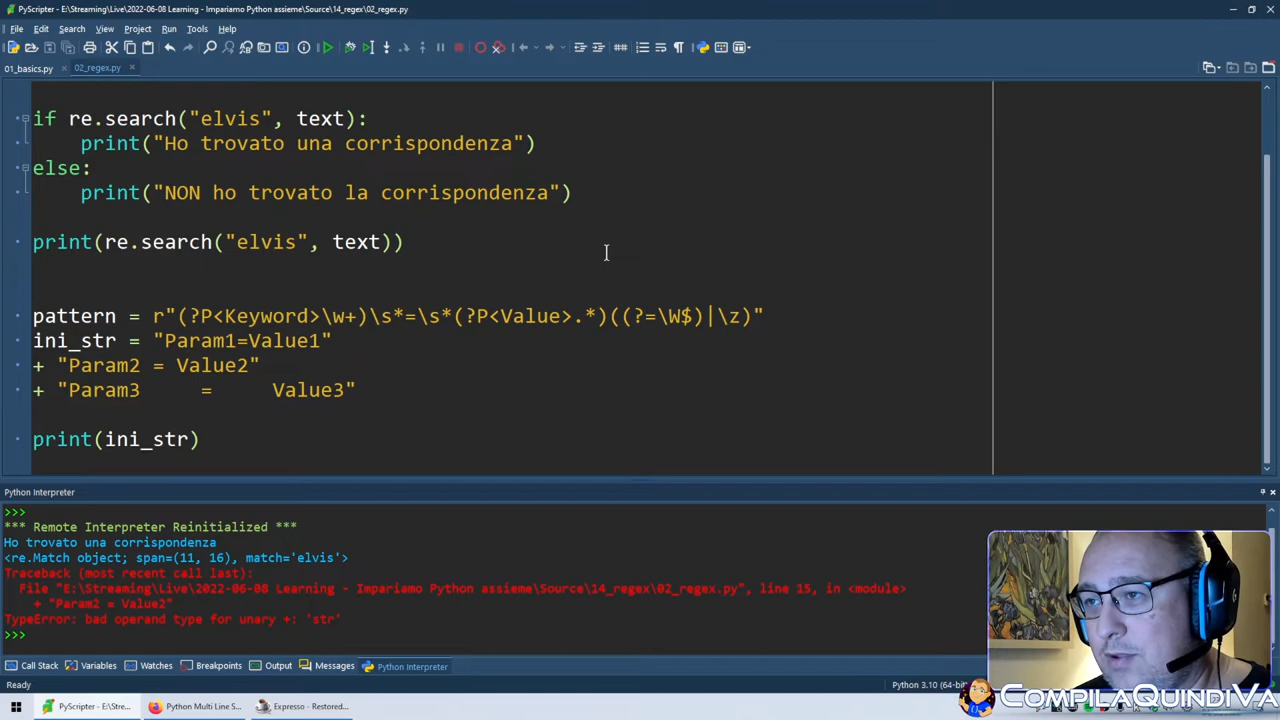 PyScripter - E:\Streaming\Live\2022-06-08 Learning - Impariamo Python assieme\Source\14_regex\02_regex.py
File Edit Search View Project Run Tools Help
01_basics.py × 02_regex.py ×
if re.search("elvis", text):
print("Ho trovato una corrispondenza")
else:
print("NON ho trovato la corrispondenza")
print(re.search("elvis", text))
pattern = r"(?P<Keyword>\w+)\s*=\s*(?P<Value>.*)((?=\W$)|\z)"
ini_str = "Param1=Value1"
+ "Param2 = Value2"
+ "Param3     =     Value3"
print(ini_str)
Python Interpreter
>>>
*** Remote Interpreter Reinitialized ***
Ho trovato una corrispondenza
<re.Match object; span=(11, 16), match='elvis'>
Traceback (most recent call last):
File "E:\Streaming\Live\2022-06-08 Learning - Impariamo Python assieme\Source\14_regex\02_regex.py", line 15, in <module>
+ "Param2 = Value2"
TypeError: bad operand type for unary +: 'str'
>>>
Call Stack Variables Watches Breakpoints Output Messages Python Interpreter
Ready Python 3.10 (64-bit)
PyScripter - E:\Stre... Python Multi Line S... Expresso - Restored...
COMPILAQUINDIVA